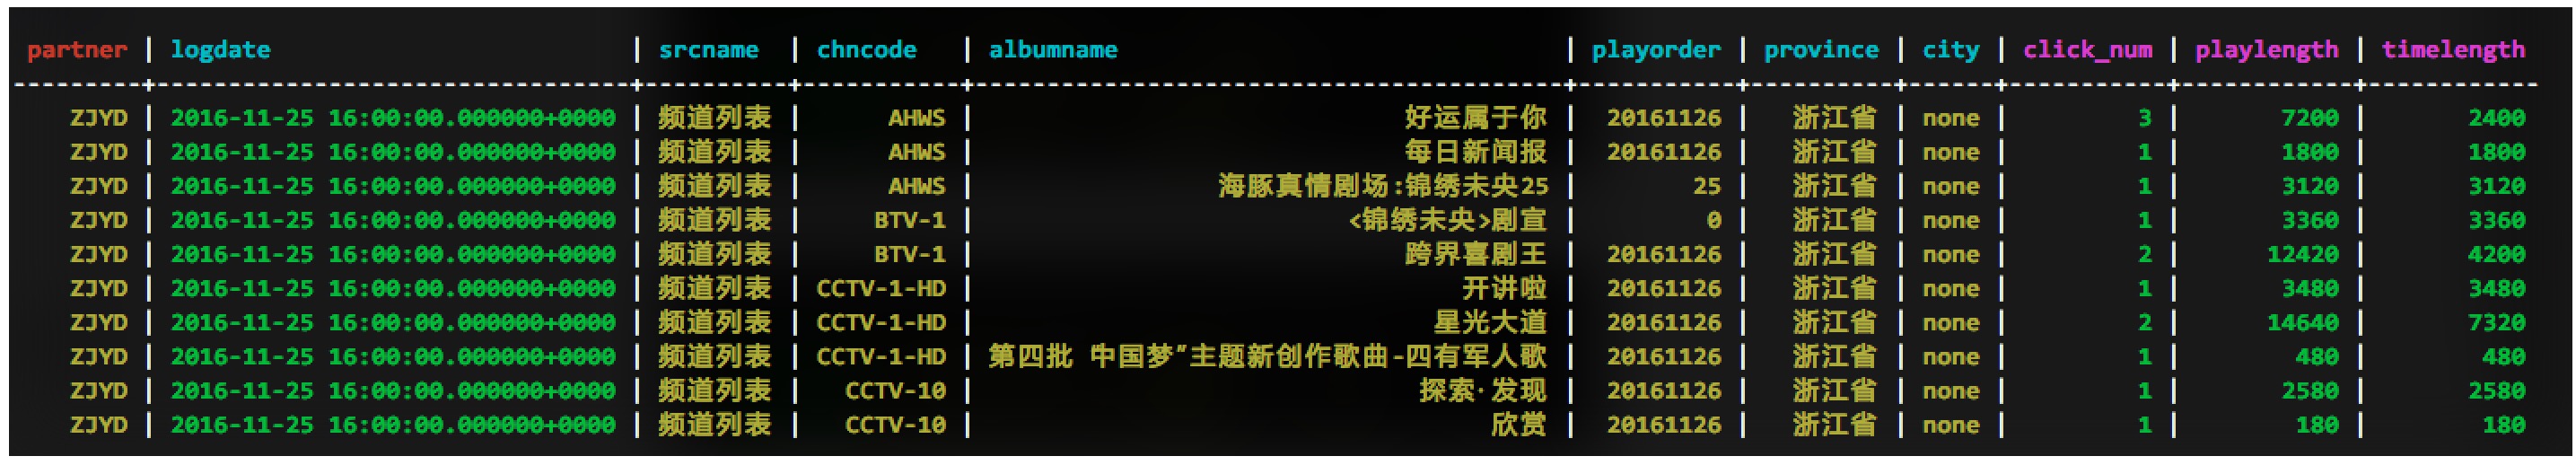 partner | logdate | srcname | chncode | albumname | playorder | province | city | click_num | playlength | timelength
ZJYD | 2016-11-25 16:00:00.000000+0000 | 频道列表 | AHWS | 好运属于你 | 20161126 | 浙江省 | none | 3 | 7200 | 2400
ZJYD | 2016-11-25 16:00:00.000000+0000 | 频道列表 | AHWS | 每日新闻报 | 20161126 | 浙江省 | none | 1 | 1800 | 1800
ZJYD | 2016-11-25 16:00:00.000000+0000 | 频道列表 | AHWS | 海豚真情剧场:锦绣未央25 | 25 | 浙江省 | none | 1 | 3120 | 3120
ZJYD | 2016-11-25 16:00:00.000000+0000 | 频道列表 | BTV-1 | <锦绣未央>剧宣 | 0 | 浙江省 | none | 1 | 3360 | 3360
ZJYD | 2016-11-25 16:00:00.000000+0000 | 频道列表 | BTV-1 | 跨界喜剧王 | 20161126 | 浙江省 | none | 2 | 12420 | 4200
ZJYD | 2016-11-25 16:00:00.000000+0000 | 频道列表 | CCTV-1-HD | 开讲啦 | 20161126 | 浙江省 | none | 1 | 3480 | 3480
ZJYD | 2016-11-25 16:00:00.000000+0000 | 频道列表 | CCTV-1-HD | 星光大道 | 20161126 | 浙江省 | none | 2 | 14640 | 7320
ZJYD | 2016-11-25 16:00:00.000000+0000 | 频道列表 | CCTV-1-HD | 第四批 “中国梦”主题新创作歌曲-四有军人歌 | 20161126 | 浙江省 | none | 1 | 480 | 480
ZJYD | 2016-11-25 16:00:00.000000+0000 | 频道列表 | CCTV-10 | 探索·发现 | 20161126 | 浙江省 | none | 1 | 2580 | 2580
ZJYD | 2016-11-25 16:00:00.000000+0000 | 频道列表 | CCTV-10 | 欣赏 | 20161126 | 浙江省 | none | 1 | 180 | 180